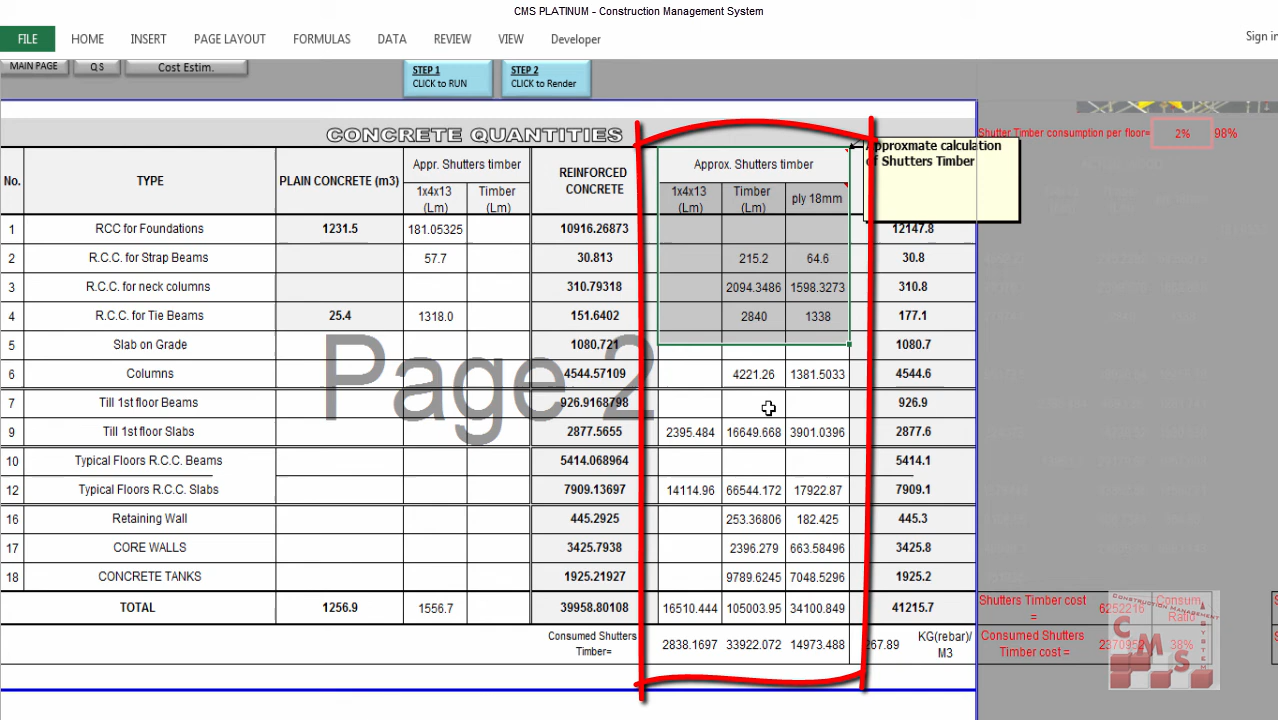 CMS PLATINUM - Construction Management System
FILE HOME INSERT PAGE LAYOUT FORMULAS DATA REVIEW VIEW Developer Sign in
MAIN PAGE Q S Cost Estim.
STEP 1 STEP 2
CLICK to RUN CLICK to Render
CONCRETE QUANTITIES
Shutter Timber consumption per floor= 2% 98%
Approxmate calculation
of Shutters Timber
No. TYPE PLAIN CONCRETE (m3) Appr. Shutters timber REINFORCED CONCRETE Approx. Shutters timber
1x4x13 (Lm) Timber (Lm) 1x4x13 (Lm) Timber (Lm) ply 18mm
1 RCC for Foundations 1231.5 181.05325 10916.26873 12147.8
2 R.C.C. for Strap Beams 57.7 30.813 215.2 64.6 30.8
3 R.C.C. for neck columns 310.79318 2094.3486 1598.3273 310.8
4 R.C.C. for Tie Beams 25.4 1318.0 151.6402 2840 1338 177.1
5 Slab on Grade 1080.721 1080.7
6 Columns 4544.57109 4221.26 1381.5033 4544.6
Page 2
7 Till 1st floor Beams 926.9168798 926.9
9 Till 1st floor Slabs 2877.5655 2395.484 16649.668 3901.0396 2877.6
10 Typical Floors R.C.C. Beams 5414.068964 5414.1
12 Typical Floors R.C.C. Slabs 7909.13697 14114.96 66544.172 17922.87 7909.1
16 Retaining Wall 445.2925 253.36806 182.425 445.3
17 CORE WALLS 3425.7938 2396.279 663.58496 3425.8
18 CONCRETE TANKS 1925.21927 9789.6245 7048.5296 1925.2
TOTAL 1256.9 1556.7 39958.80108 16510.444 105003.95 34100.849 41215.7
Shutters Timber cost = 6252216 Consum. Ratio
Consumed Shutters Timber= 2838.1697 33922.072 14973.488 267.89 KG(rebar)/ M3
Consumed Shutters Timber cost = 2370952 38%
CONSTRUCTION MANAGEMENT SYSTEM
CMS